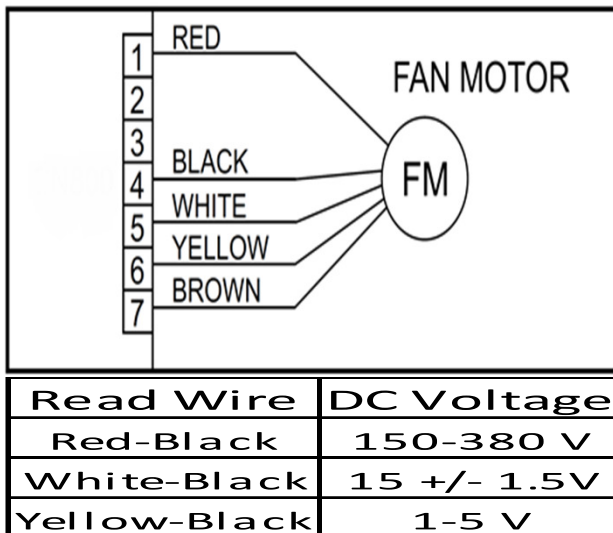 RED
1
FAN MOTOR
2
3
BLACK
4
FM
WHITE
5
YELLOW
6
BROWN
7
Read Wire DC Voltage
Red-Black 150-380 V
White-Black 15 +/- 1.5V
Yellow-Black 1-5 V